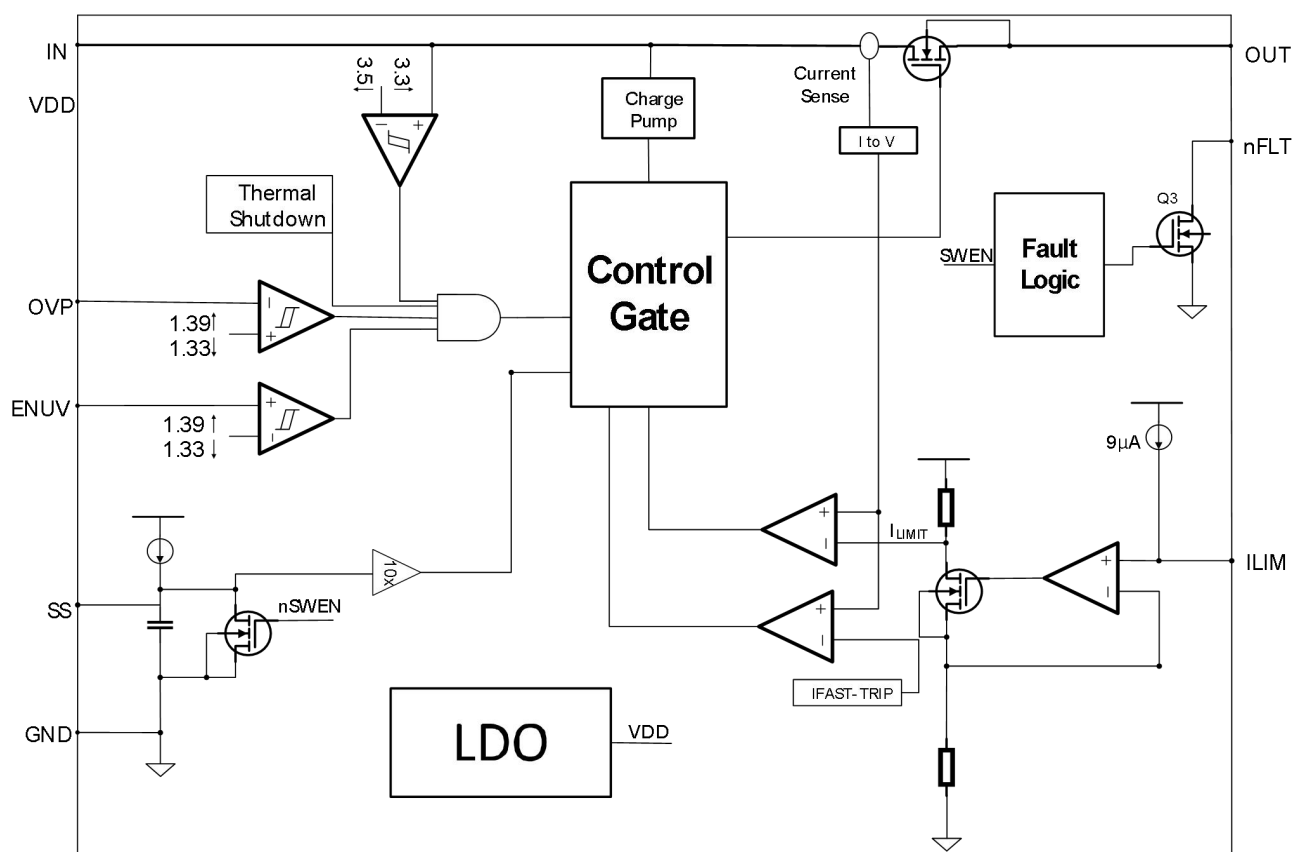 IN
OUT
VDD
3.5↓
3.3↑
− +
Charge
Pump
Current
Sense
I to V
nFLT
Q3
Thermal
Shutdown
SWEN
Fault
Logic
Control
Gate
OVP
−
+
1.39↑
1.33↓
ENUV
+
−
1.39↑
1.33↓
9µA
+
−
ILIMIT
+
−
ILIM
10x
SS
nSWEN
+
−
IFAST-TRIP
GND
LDO
VDD